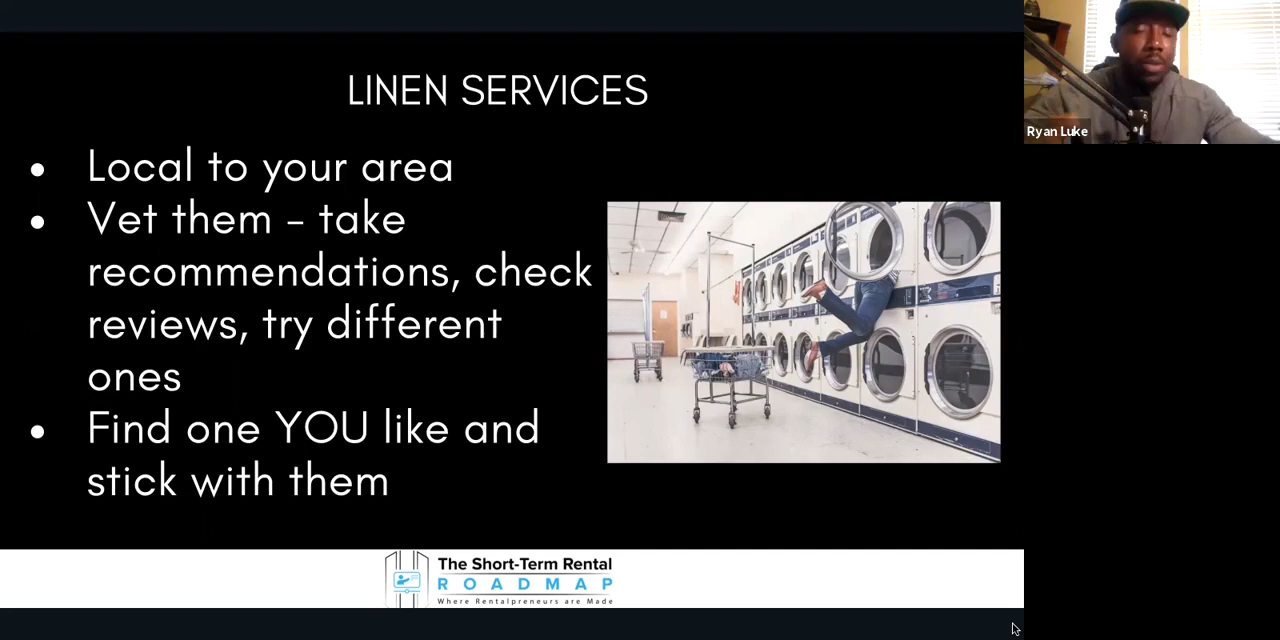 LINEN SERVICES
Local to your area
Vet them - take
recommendations, check
reviews, try different
ones
Find one YOU like and
stick with them
The Short-Term Rental
ROADMAP
Where Rentalpreneurs are Made
Ryan Luke